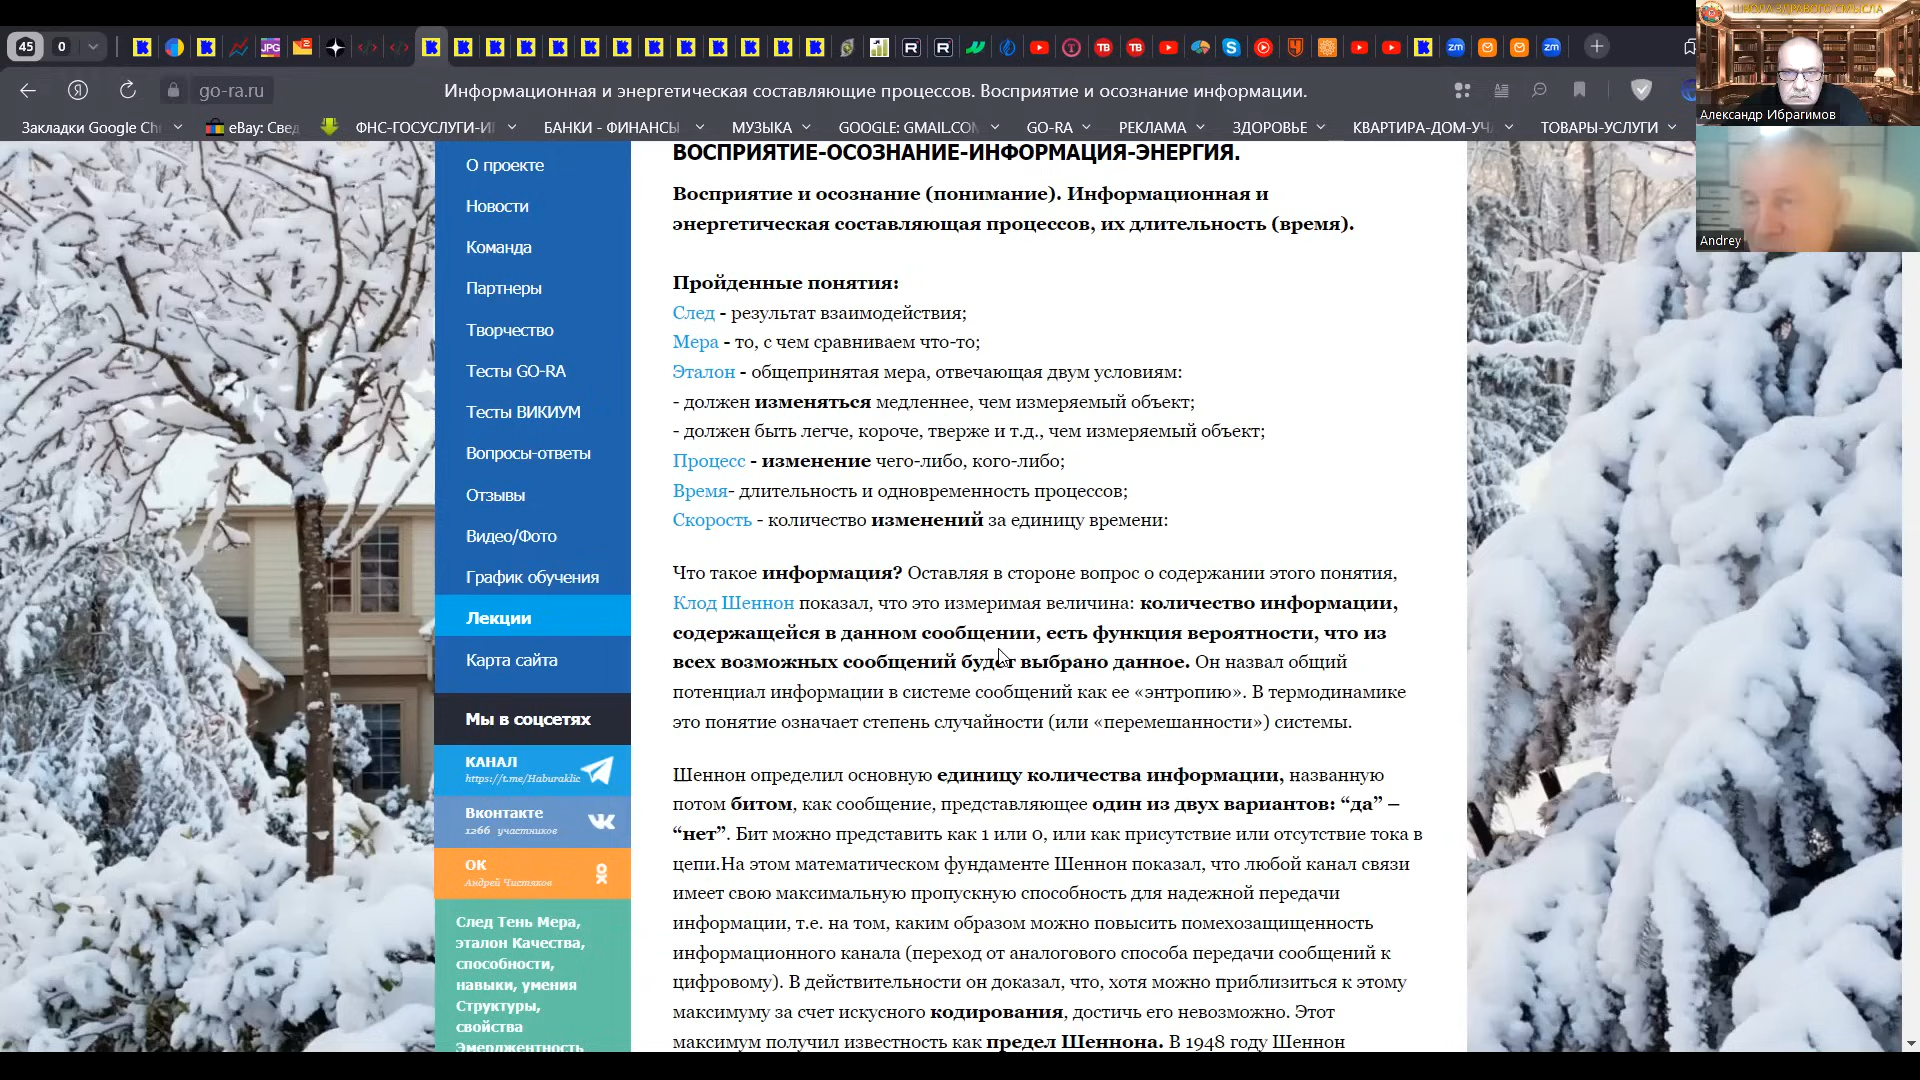 45
0
ШКОЛА ЗДРАВОГО СМЫСЛА
go-ra.ru
Информационная и энергетическая составляющие процессов. Восприятие и осознание информации.
Александр Ибрагимов
Закладки Google Ch
eBay: Свед
ФНС-ГОСУСЛУГИ-И
БАНКИ - ФИНАНСЫ
МУЗЫКА
GOOGLE: GMAIL.COM
GO-RA
РЕКЛАМА
ЗДОРОВЬЕ
КВАРТИРА-ДОМ-УЧ
ТОВАРЫ-УСЛУГИ
Andrey
О проекте
Новости
Команда
Партнеры
Творчество
Тесты GO-RA
Тесты ВИКИУМ
Вопросы-ответы
Отзывы
Видео/Фото
График обучения
Лекции
Карта сайта
Мы в соцсетях
КАНАЛ
https://t.me/Haburaklic
Вконтакте
1266 участников
ОК
Андрей Чистяков
След Тень Мера,
эталон Качества,
способности,
навыки, умения
Структуры,
свойства
Эмерджентность
ВОСПРИЯТИЕ-ОСОЗНАНИЕ-ИНФОРМАЦИЯ-ЭНЕРГИЯ.
Восприятие и осознание (понимание). Информационная и
энергетическая составляющая процессов, их длительность (время).
Пройденные понятия:
След - результат взаимодействия;
Мера - то, с чем сравниваем что-то;
Эталон - общепринятая мера, отвечающая двум условиям:
- должен изменяться медленнее, чем измеряемый объект;
- должен быть легче, короче, тверже и т.д., чем измеряемый объект;
Процесс - изменение чего-либо, кого-либо;
Время- длительность и одновременность процессов;
Скорость - количество изменений за единицу времени:
Что такое информация? Оставляя в стороне вопрос о содержании этого понятия,
Клод Шеннон показал, что это измеримая величина: количество информации,
содержащейся в данном сообщении, есть функция вероятности, что из
всех возможных сообщений будет выбрано данное. Он назвал общий
потенциал информации в системе сообщений как ее «энтропию». В термодинамике
это понятие означает степень случайности (или «перемешанности») системы.
Шеннон определил основную единицу количества информации, названную
потом битом, как сообщение, представляющее один из двух вариантов: “да” –
“нет”. Бит можно представить как 1 или 0, или как присутствие или отсутствие тока в
цепи.На этом математическом фундаменте Шеннон показал, что любой канал связи
имеет свою максимальную пропускную способность для надежной передачи
информации, т.е. на том, каким образом можно повысить помехозащищенность
информационного канала (переход от аналогового способа передачи сообщений к
цифровому). В действительности он доказал, что, хотя можно приблизиться к этому
максимуму за счет искусного кодирования, достичь его невозможно. Этот
максимум получил известность как предел Шеннона. В 1948 году Шеннон